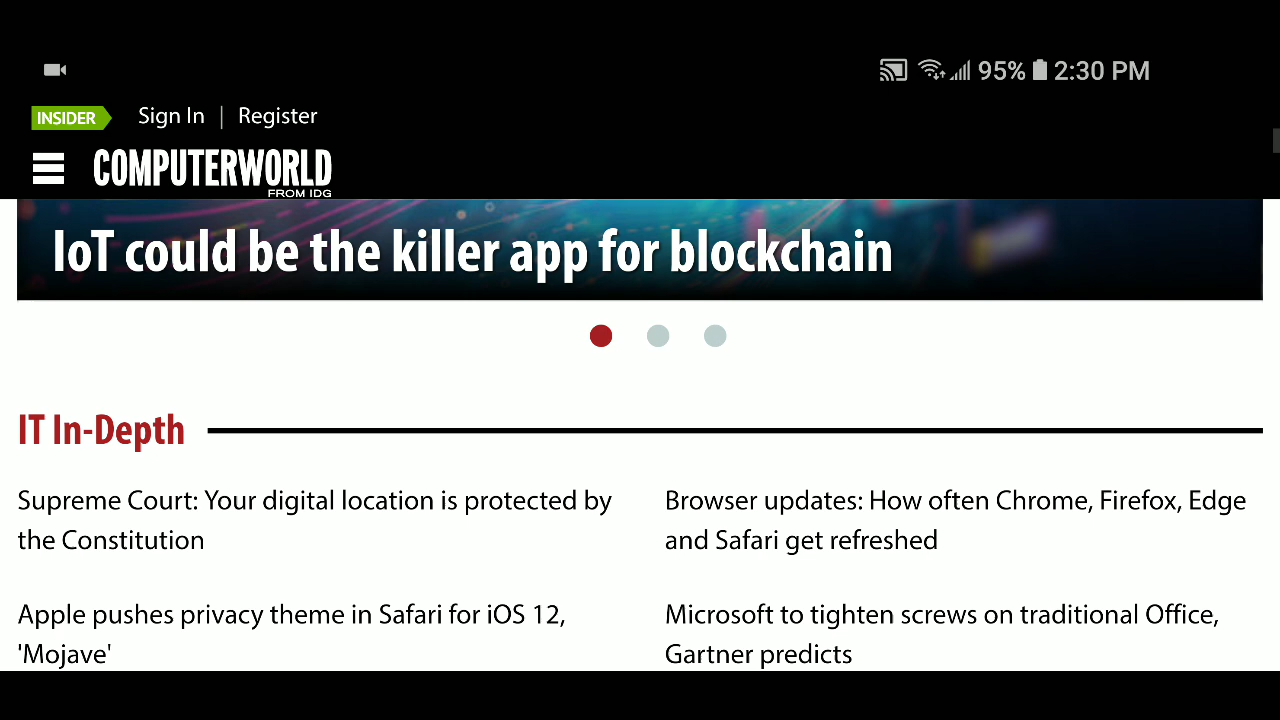 95% 2:30 PM
INSIDER Sign In | Register
COMPUTERWORLD
FROM IDG
IoT could be the killer app for blockchain
IT In-Depth
Supreme Court: Your digital location is protected by
the Constitution
Browser updates: How often Chrome, Firefox, Edge
and Safari get refreshed
Apple pushes privacy theme in Safari for iOS 12,
'Mojave'
Microsoft to tighten screws on traditional Office,
Gartner predicts